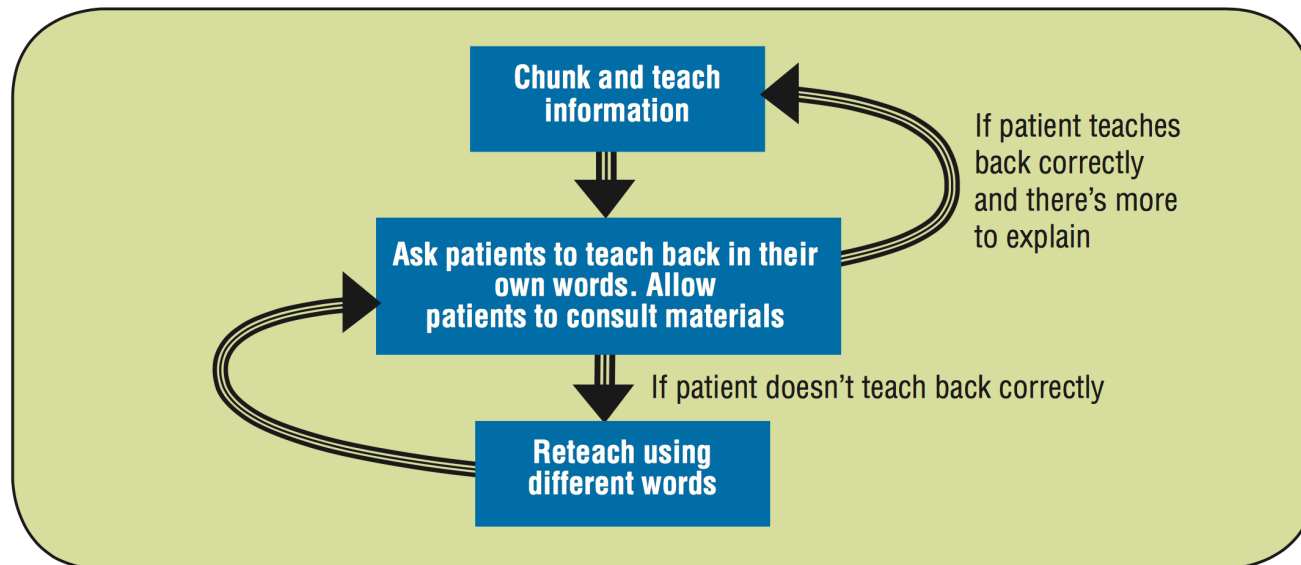 Chunk and teach
information
If patient teaches
back correctly
and there's more
to explain
Ask patients to teach back in their
own words. Allow
patients to consult materials
If patient doesn't teach back correctly
Reteach using
different words